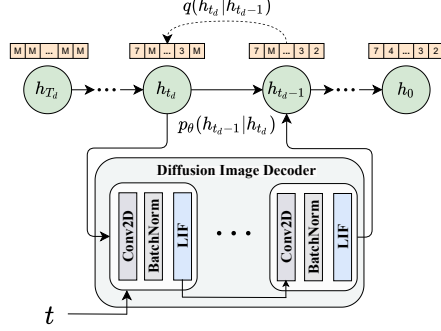 q(h_{t_d}|h_{t_d-1})
M M ... M M
7 M ... 3 M
7 M ... 3 2
7 4 ... 3 2
h_{T_d} ... h_{t_d} h_{t_d-1} ... h_0
p_θ(h_{t_d-1}|h_{t_d})
Diffusion Image Decoder
Conv2D
BatchNorm
LIF
...
Conv2D
BatchNorm
LIF
t